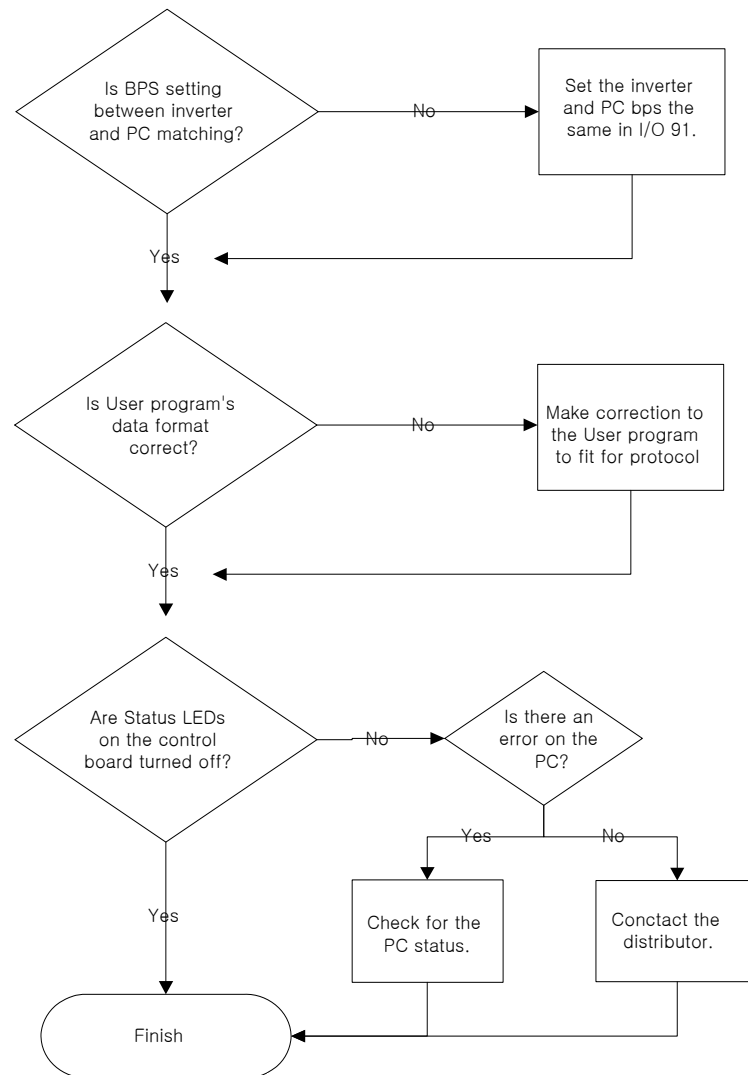 Is BPS setting
between inverter
and PC matching?
No
Set the inverter
and PC bps the
same in I/O 91.
Yes
Is User program's
data format
correct?
No
Make correction to
the User program
to fit for protocol
Yes
Are Status LEDs
on the control
board turned off?
No
Is there an
error on the
PC?
Yes
No
Yes
Check for the
PC status.
Conctact the
distributor.
Finish